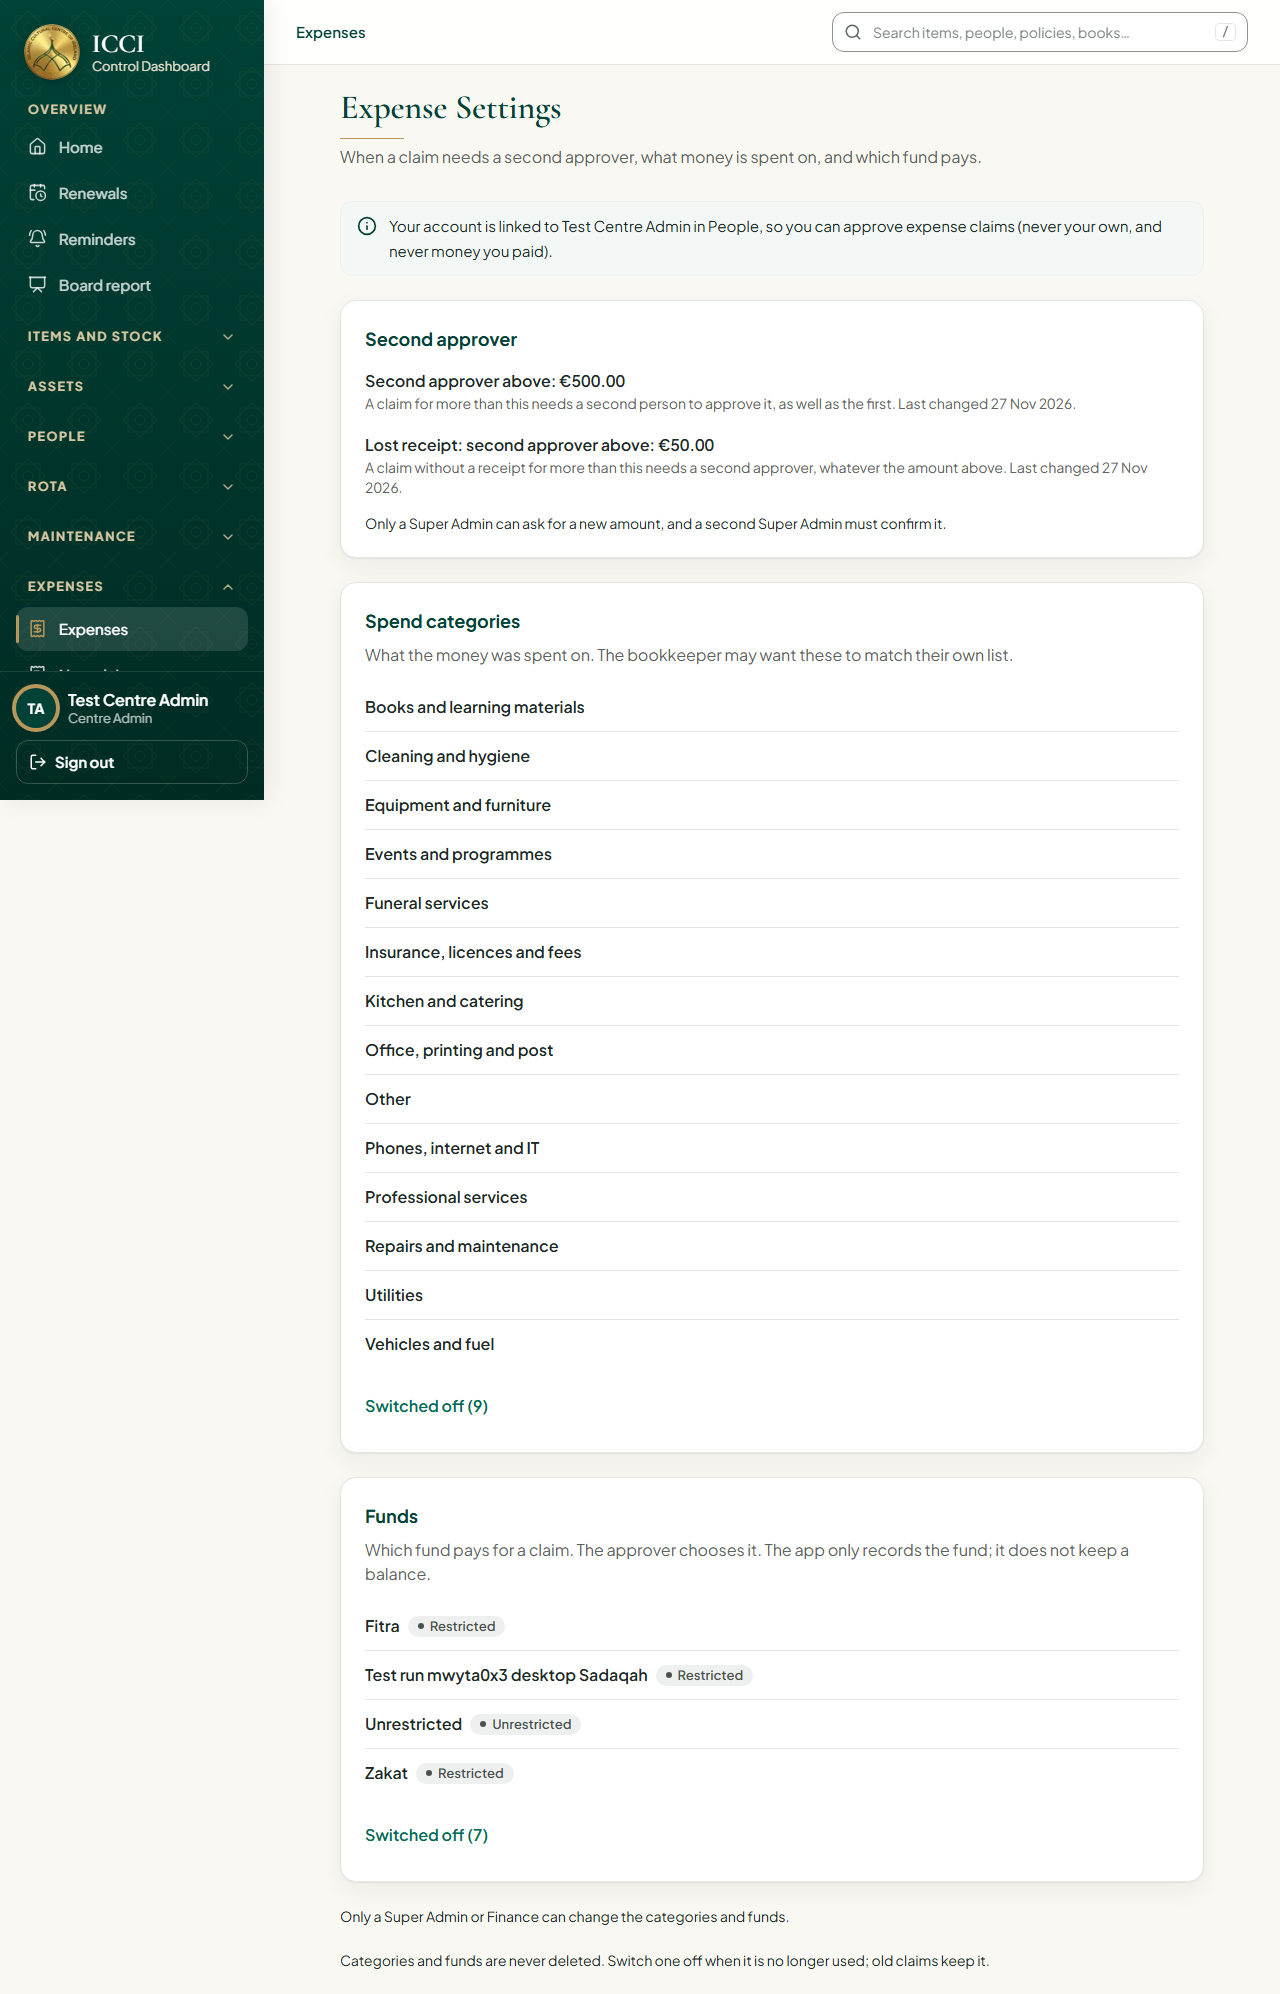 ICCI
Control Dashboard
OVERVIEW
Home
Renewals
Reminders
Board report
ITEMS AND STOCK
ASSETS
PEOPLE
ROTA
MAINTENANCE
EXPENSES
Expenses
TA
Test Centre Admin
Centre Admin
Sign out
Expenses
Search items, people, policies, books…
/
Expense Settings
When a claim needs a second approver, what money is spent on, and which fund pays.
Your account is linked to Test Centre Admin in People, so you can approve expense claims (never your own, and
never money you paid).
Second approver
Second approver above: €500.00
A claim for more than this needs a second person to approve it, as well as the first. Last changed 27 Nov 2026.
Lost receipt: second approver above: €50.00
A claim without a receipt for more than this needs a second approver, whatever the amount above. Last changed 27 Nov
2026.
Only a Super Admin can ask for a new amount, and a second Super Admin must confirm it.
Spend categories
What the money was spent on. The bookkeeper may want these to match their own list.
Books and learning materials
Cleaning and hygiene
Equipment and furniture
Events and programmes
Funeral services
Insurance, licences and fees
Kitchen and catering
Office, printing and post
Other
Phones, internet and IT
Professional services
Repairs and maintenance
Utilities
Vehicles and fuel
Switched off (9)
Funds
Which fund pays for a claim. The approver chooses it. The app only records the fund; it does not keep a
balance.
Fitra Restricted
Test run mwyta0x3 desktop Sadaqah Restricted
Unrestricted Unrestricted
Zakat Restricted
Switched off (7)
Only a Super Admin or Finance can change the categories and funds.
Categories and funds are never deleted. Switch one off when it is no longer used; old claims keep it.